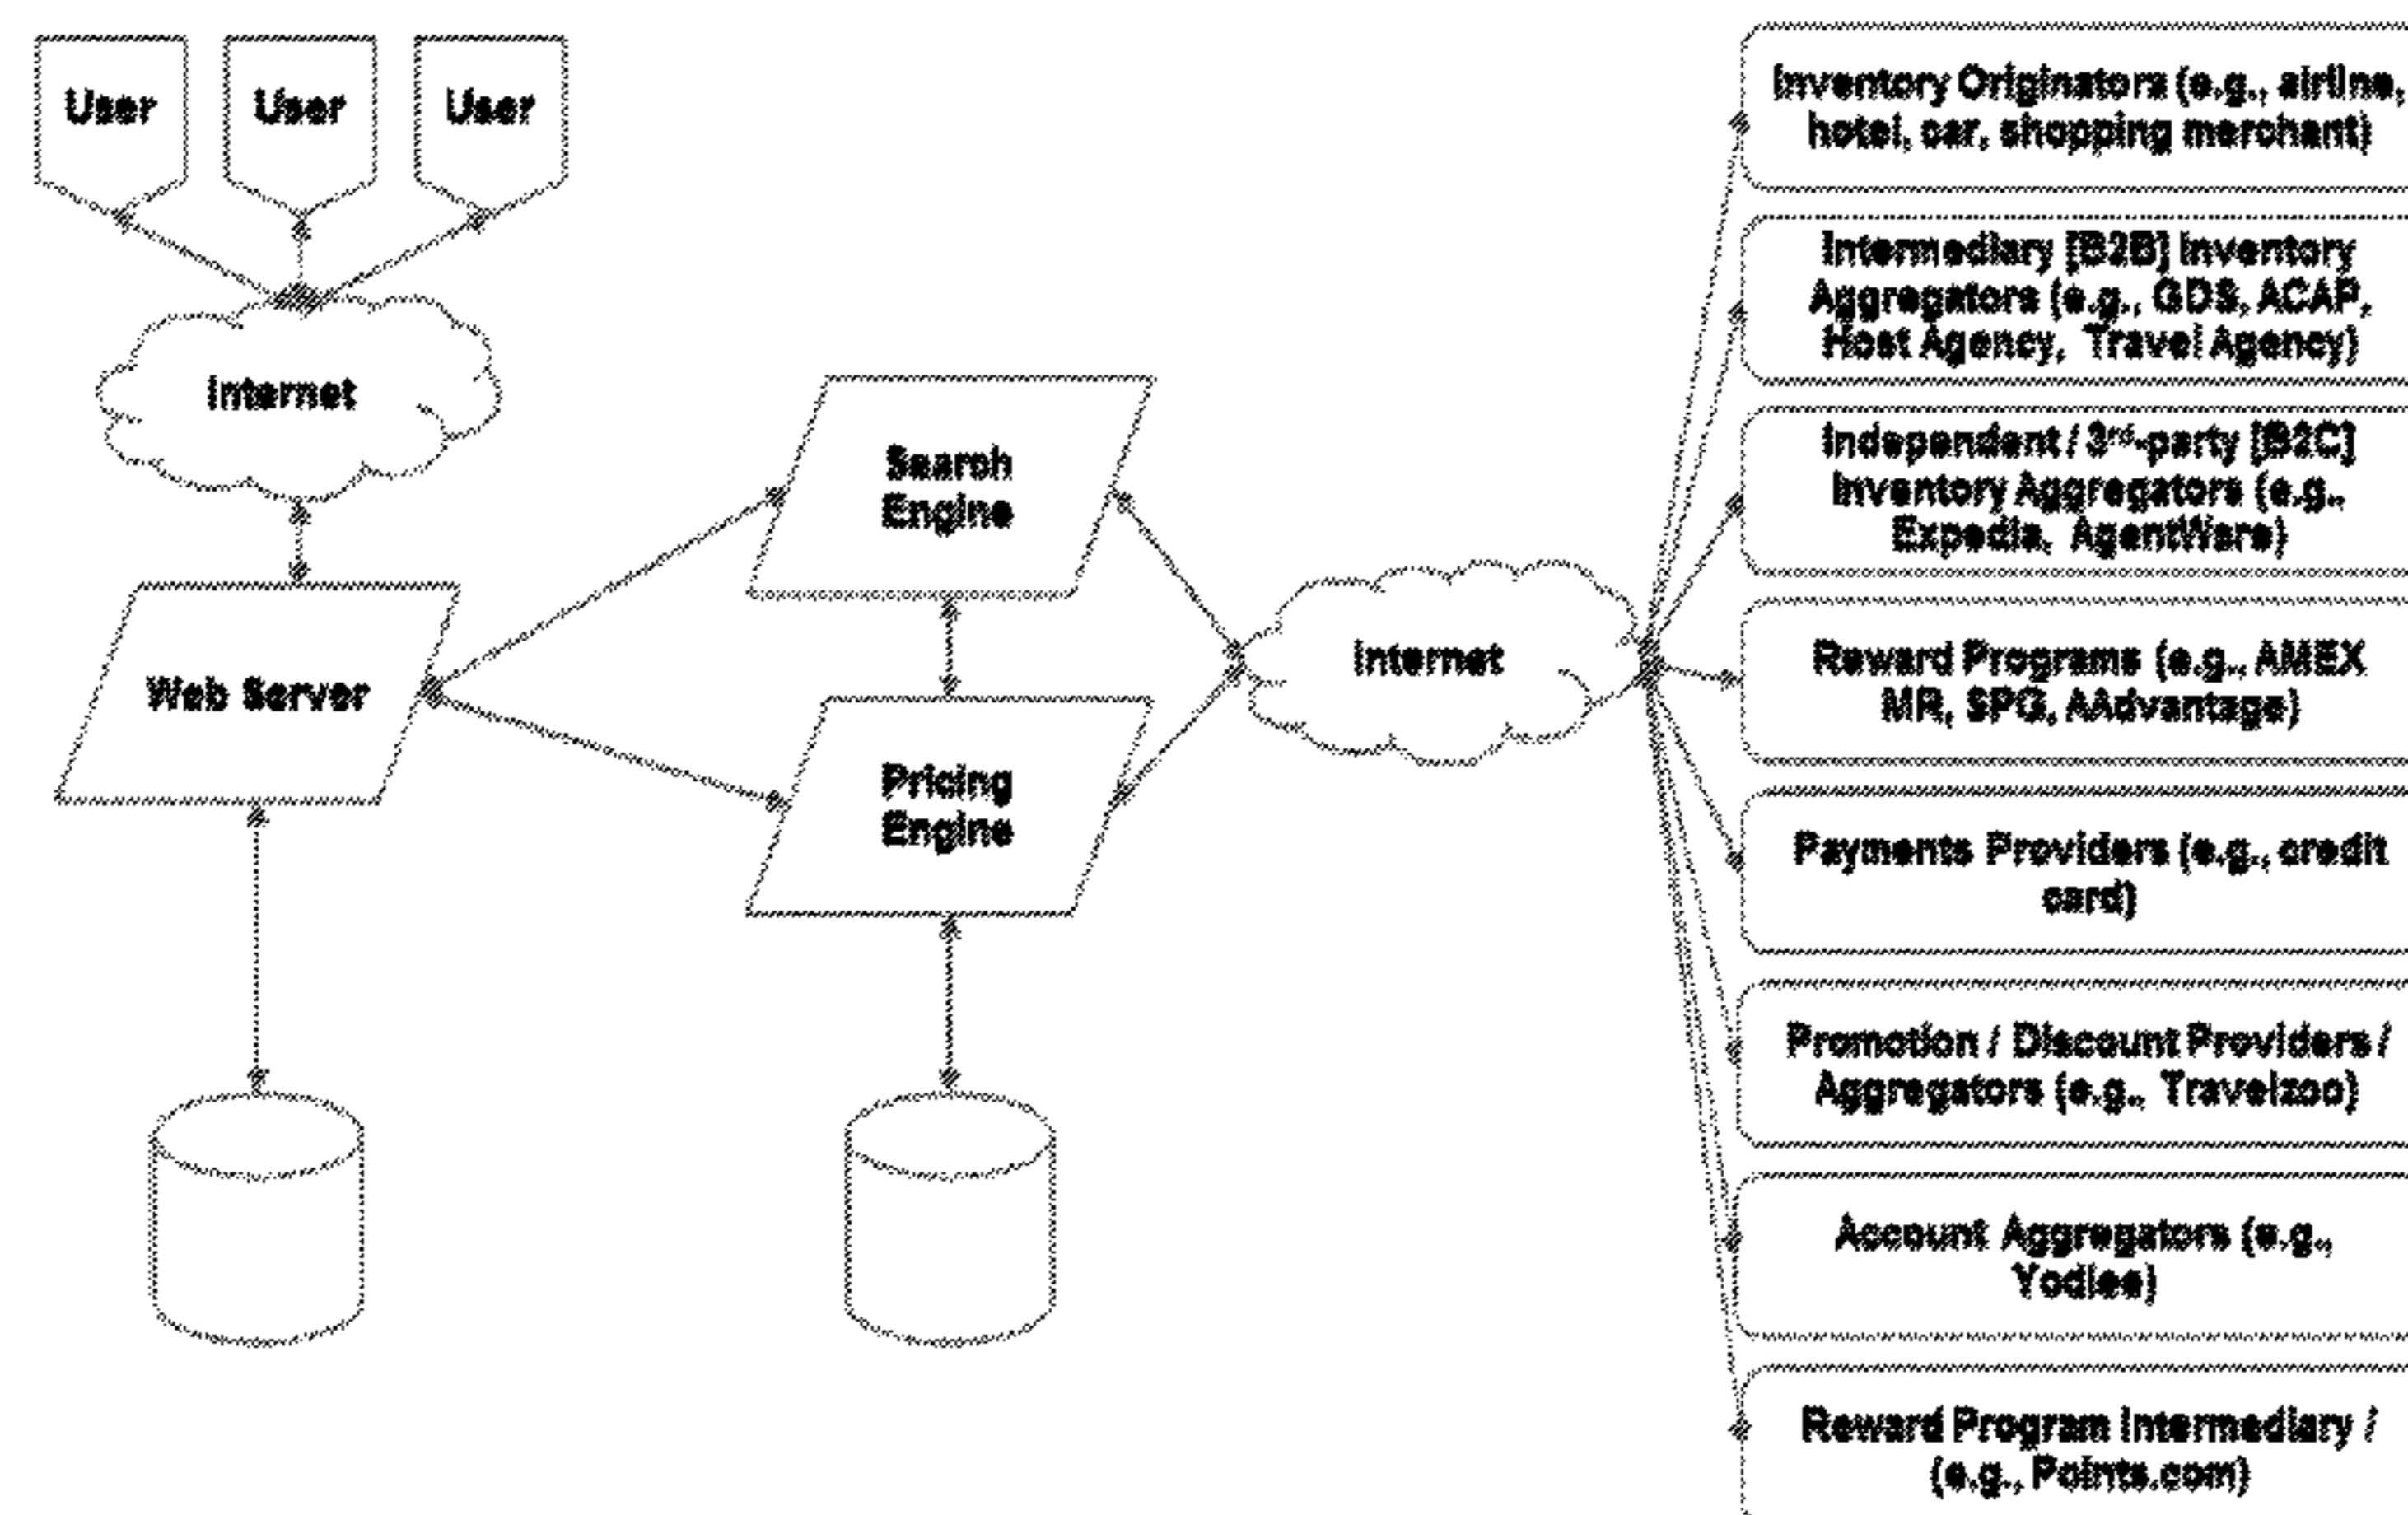 User
User
User
Internet
Web Server
Search
Engine
Pricing
Engine
Internet
Inventory Originators (e.g., airline,
hotel, car, shopping merchant)
Intermediary [B2B] Inventory
Aggregators (e.g., GDS, ACAP,
Host Agency, Travel Agency)
Independent / 3rd-party [B2C]
Inventory Aggregators (e.g.,
Expedia, AgentWare)
Reward Programs (e.g., AMEX
MR, SPG, AAdvantage)
Payments Providers (e.g., credit
card)
Promotion / Discount Providers /
Aggregators (e.g., Travelzoo)
Account Aggregators (e.g.,
Yodlee)
Reward Program Intermediary /
(e.g., Points.com)